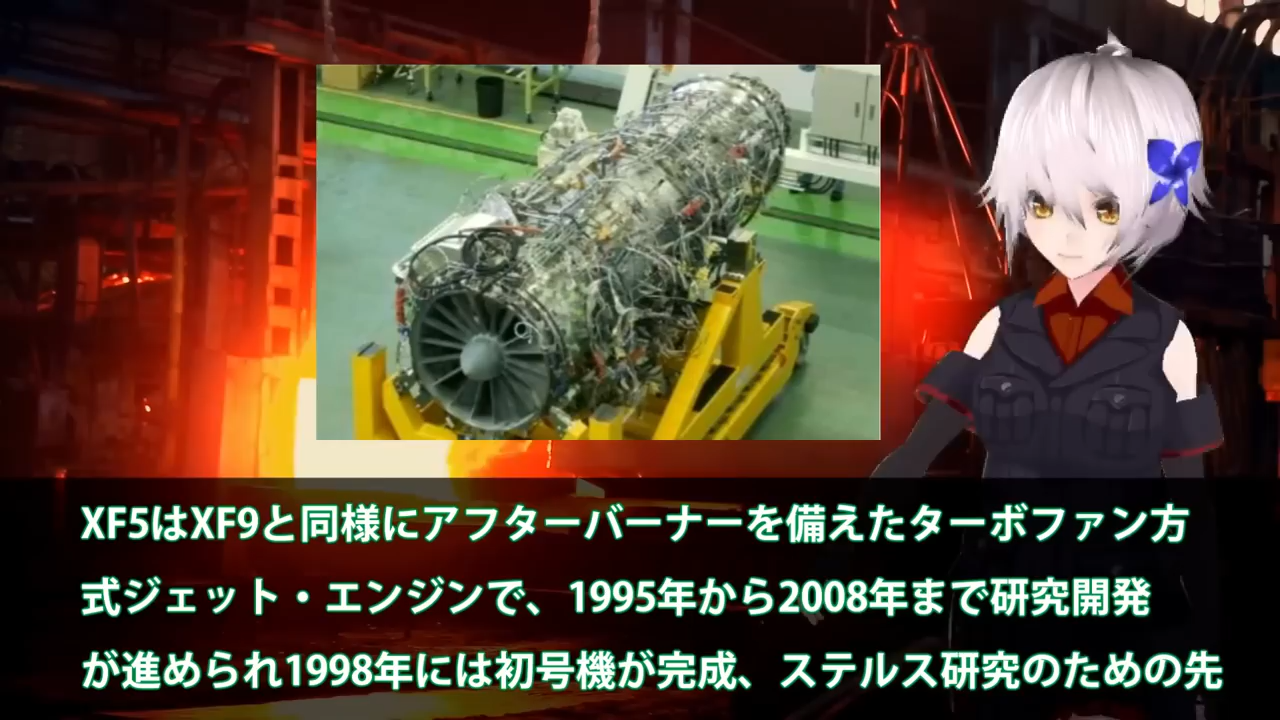 XF5はXF9と同様にアフターバーナーを備えたターボファン方
式ジェット・エンジンで、1995年から2008年まで研究開発
が進められ1998年には初号機が完成、ステルス研究のための先